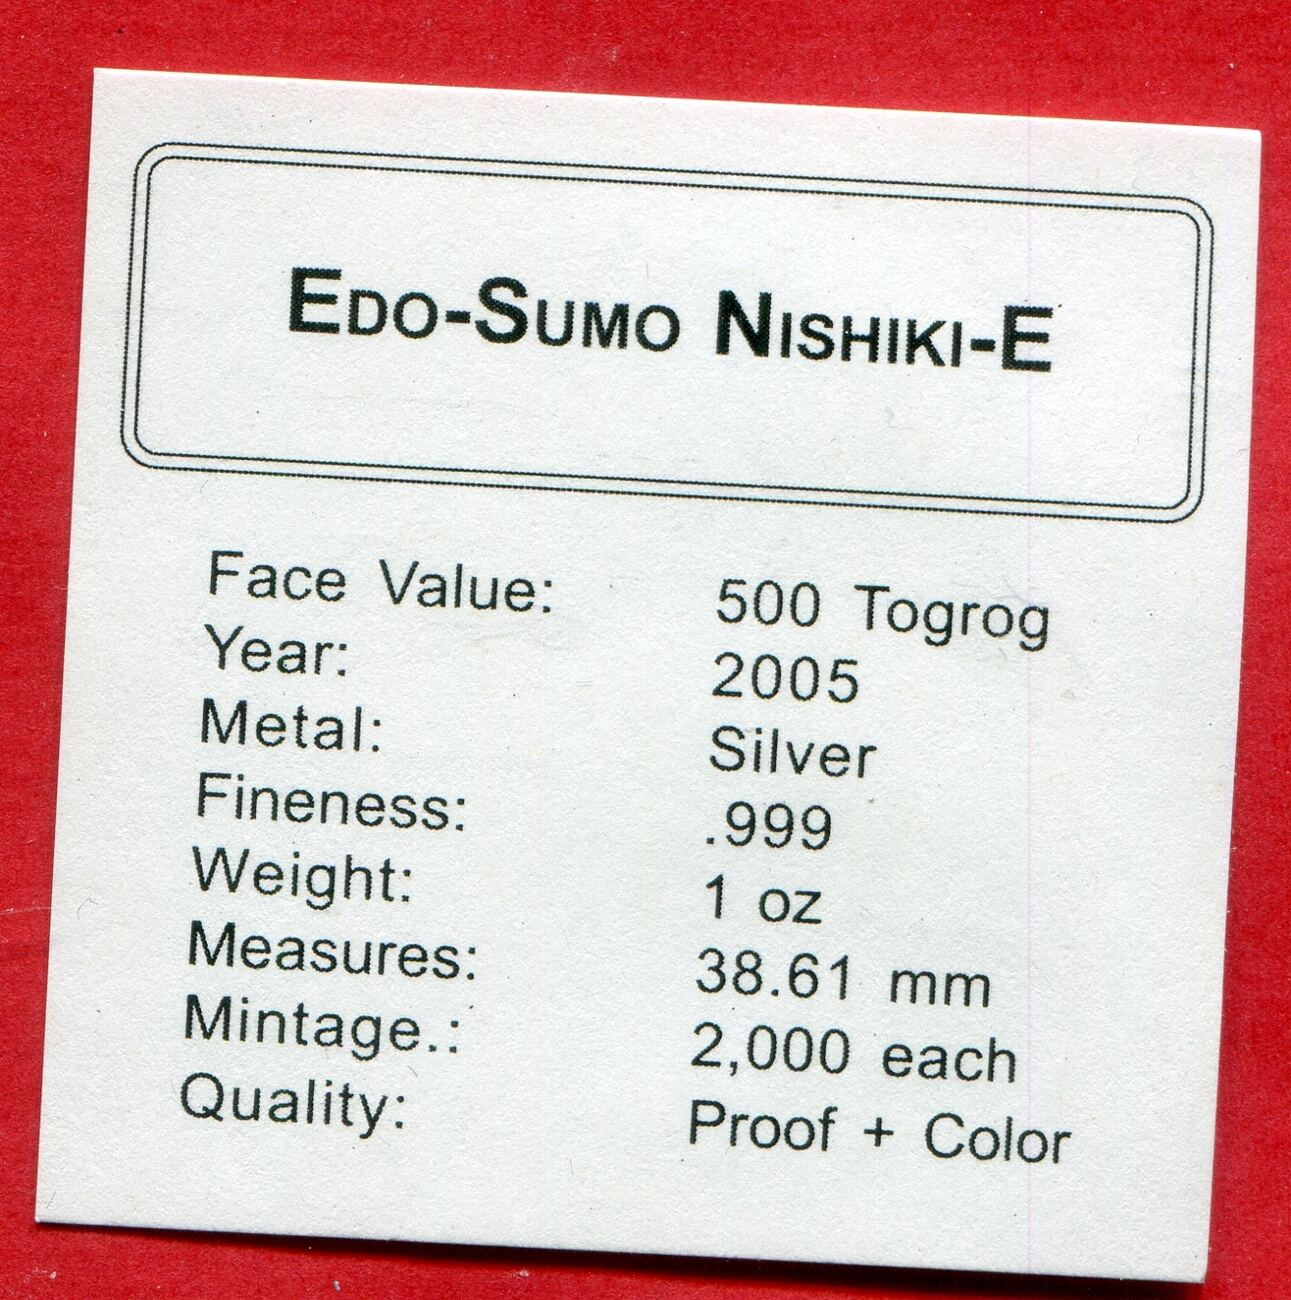 Edo-Sumo Nishiki-E
Face Value: 500 Togrog
Year: 2005
Metal: Silver
Fineness: .999
Weight: 1 oz
Measures: 38.61 mm
Mintage.: 2,000 each
Quality: Proof + Color